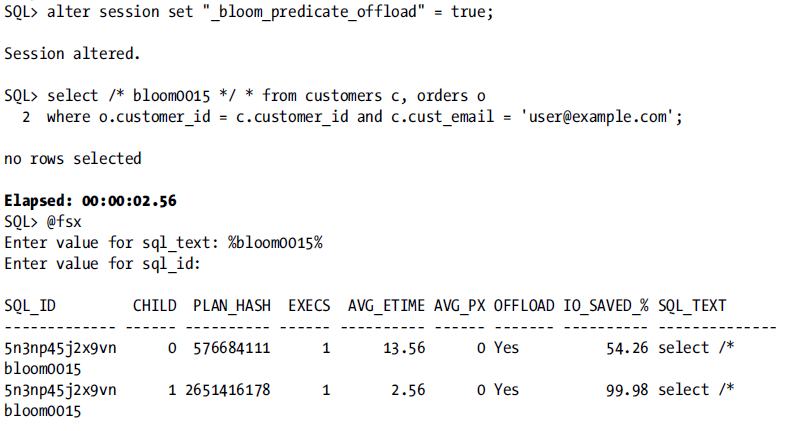 SQL> alter session set "_bloom_predicate_offload" = true;
Session altered.
SQL> select /* bloom0015 */ * from customers c, orders o
2 where o.customer_id = c.customer_id and c.cust_email = 'user@example.com';
no rows selected
Elapsed: 00:00:02.56
SQL> @fsx
Enter value for sql_text: %bloom0015%
Enter value for sql_id:
SQL_ID CHILD PLAN_HASH EXECS AVG_ETIME AVG_PX OFFLOAD IO_SAVED_% SQL_TEXT
------------- ------ ---------- ------ ---------- ------ ------- ---------- --------------
5n3np45j2x9vn 0 576684111 1 13.56 0 Yes 54.26 select /*
bloom0015
5n3np45j2x9vn 1 2651416178 1 2.56 0 Yes 99.98 select /*
bloom0015